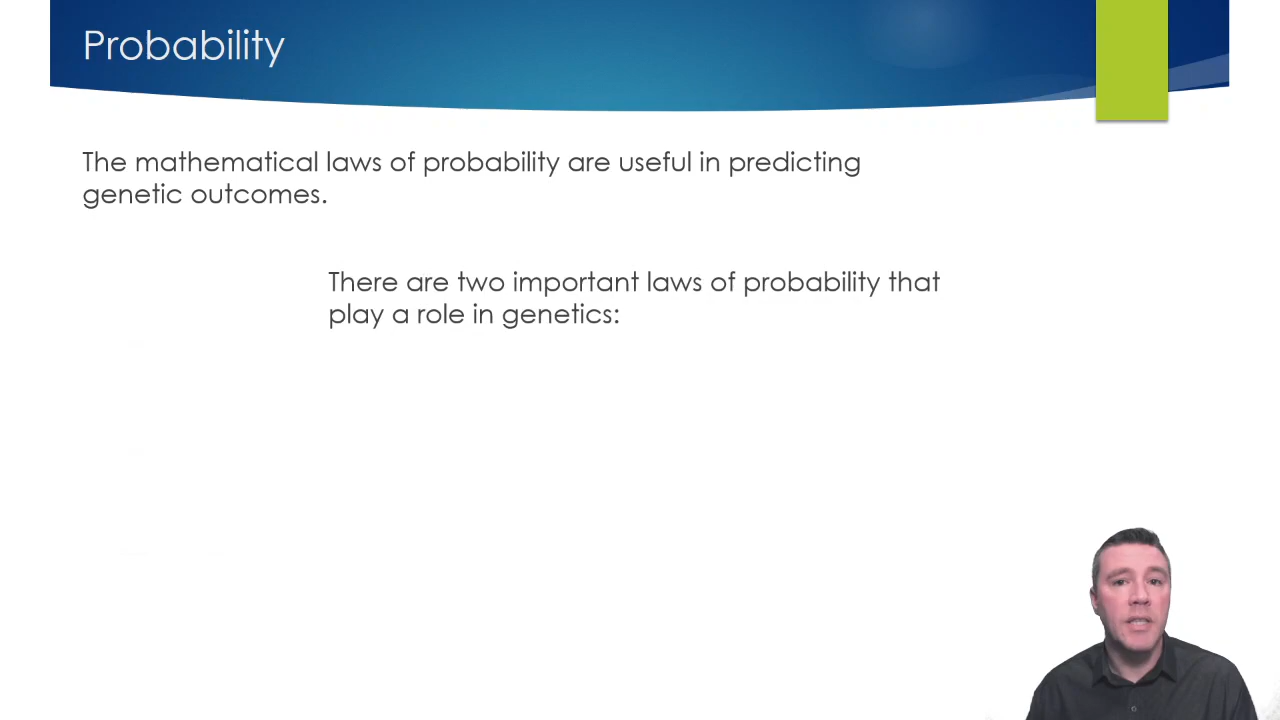 Probability
The mathematical laws of probability are useful in predicting
genetic outcomes.
There are two important laws of probability that
play a role in genetics: